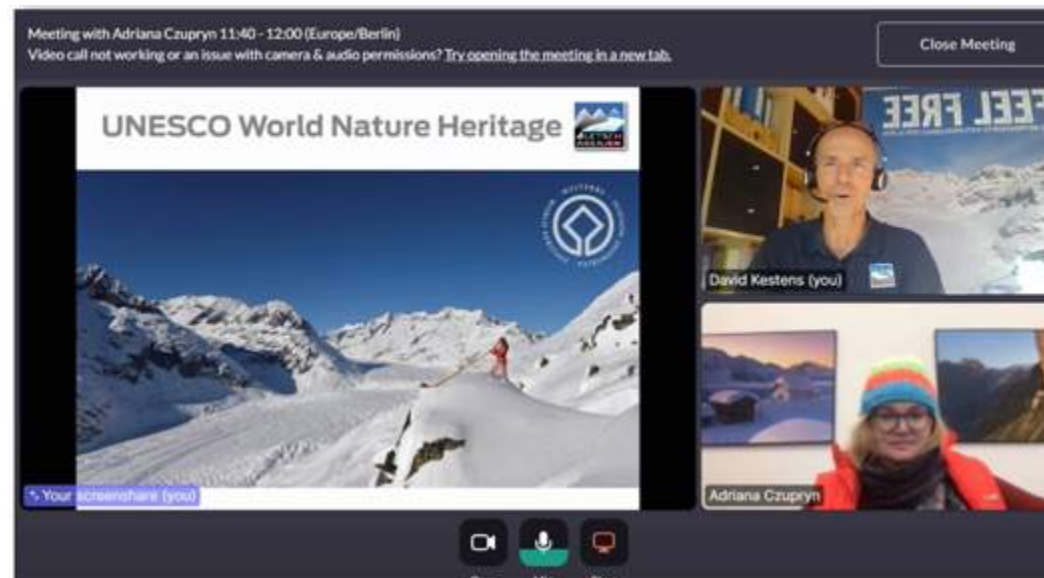 Meeting with Adriana Czupryn 11:40 - 12:00 (Europe/Berlin)
Video call not working or an issue with camera & audio permissions? Try opening the meeting in a new tab.
Close Meeting
UNESCO World Nature Heritage
ALETSCH
ARENA
FEEL FREE
David Kestens (you)
Your screenshare (you)
Adriana Czupryn